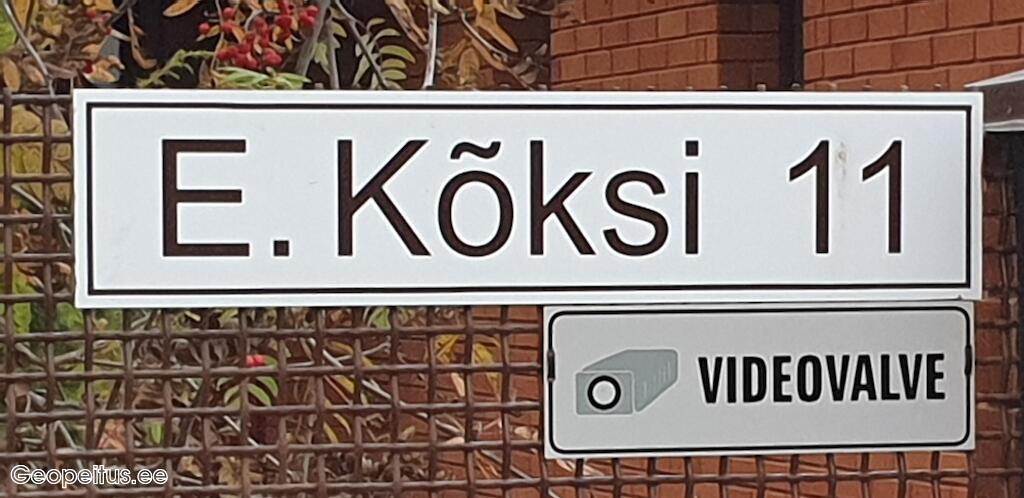 E. Kõksi 11
VIDEOVALVE
Geopeitus.ee